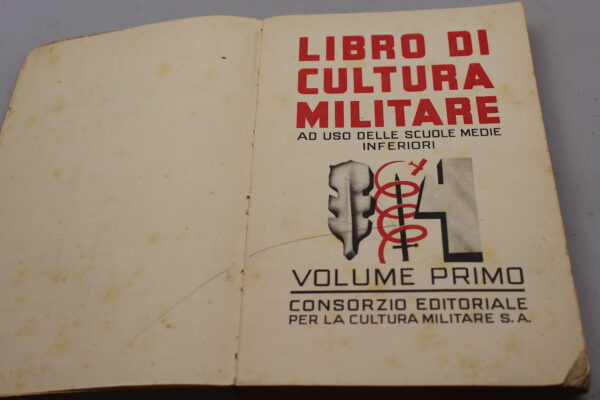 LIBRO DI
CULTURA
MILITARE
AD USO DELLE SCUOLE MEDIE
INFERIORI
VOLUME PRIMO
CONSORZIO EDITORIALE
PER LA CULTURA MILITARE S. A.